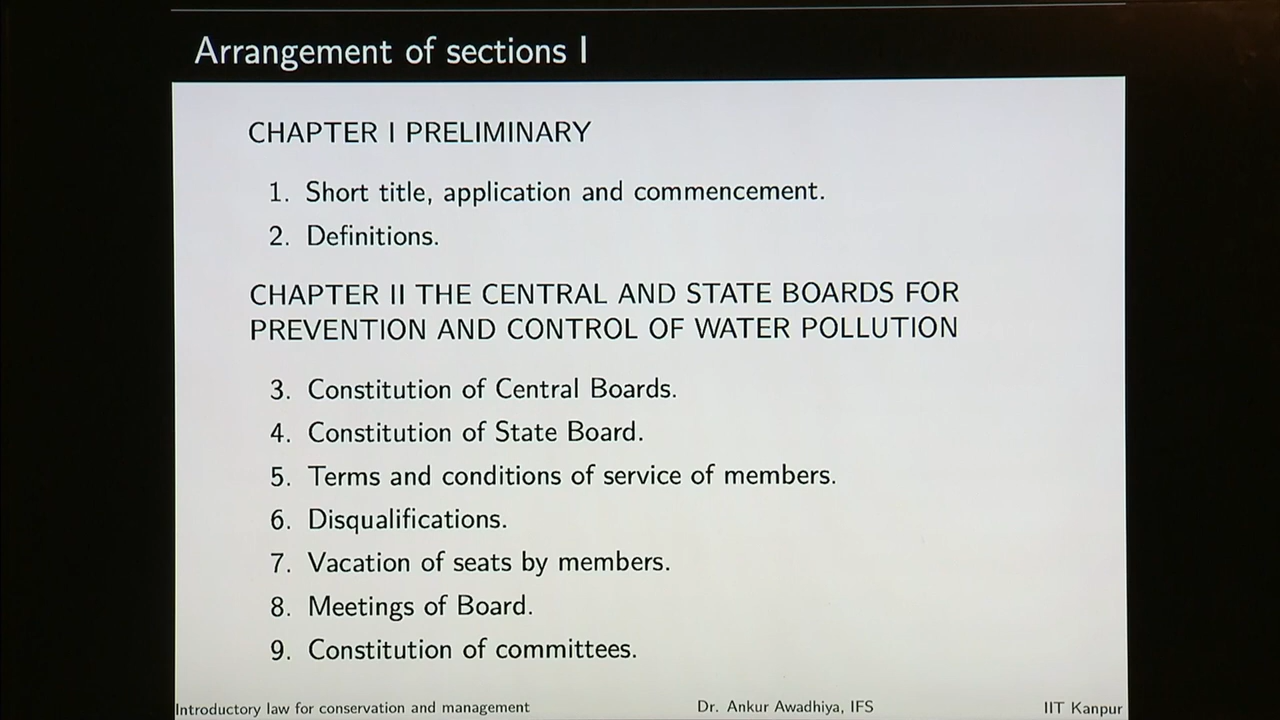 Arrangement of sections I
CHAPTER I PRELIMINARY
1. Short title, application and commencement.
2. Definitions.
CHAPTER II THE CENTRAL AND STATE BOARDS FOR
PREVENTION AND CONTROL OF WATER POLLUTION
3. Constitution of Central Boards.
4. Constitution of State Board.
5. Terms and conditions of service of members.
6. Disqualifications.
7. Vacation of seats by members.
8. Meetings of Board.
9. Constitution of committees.
Introductory law for conservation and management Dr. Ankur Awadhiya, IFS IIT Kanpur